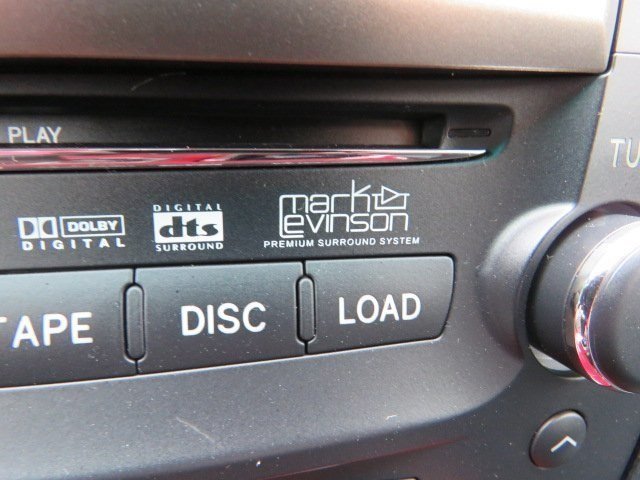 PLAY
TU
DOLBY
DIGITAL
DIGITAL
dts
SURROUND
mark
Levinson
PREMIUM SURROUND SYSTEM
TAPE
DISC
LOAD